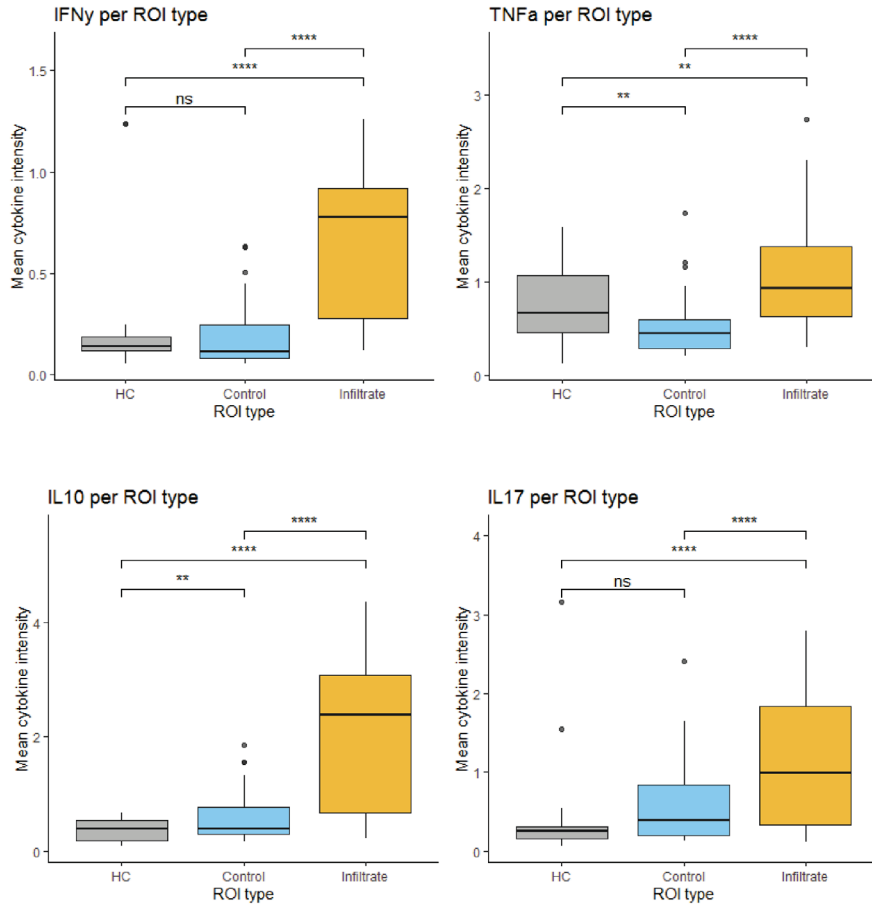 IFNy per ROI type
****
****
ns
1.5
1.0
0.5
0.0
Mean cytokine intensity
HC Control Infiltrate
ROI type
TNFa per ROI type
****
**
**
3
2
1
0
Mean cytokine intensity
HC Control Infiltrate
ROI type
IL10 per ROI type
****
****
**
4
2
0
Mean cytokine intensity
HC Control Infiltrate
ROI type
IL17 per ROI type
****
****
ns
4
3
2
1
0
Mean cytokine intensity
HC Control Infiltrate
ROI type